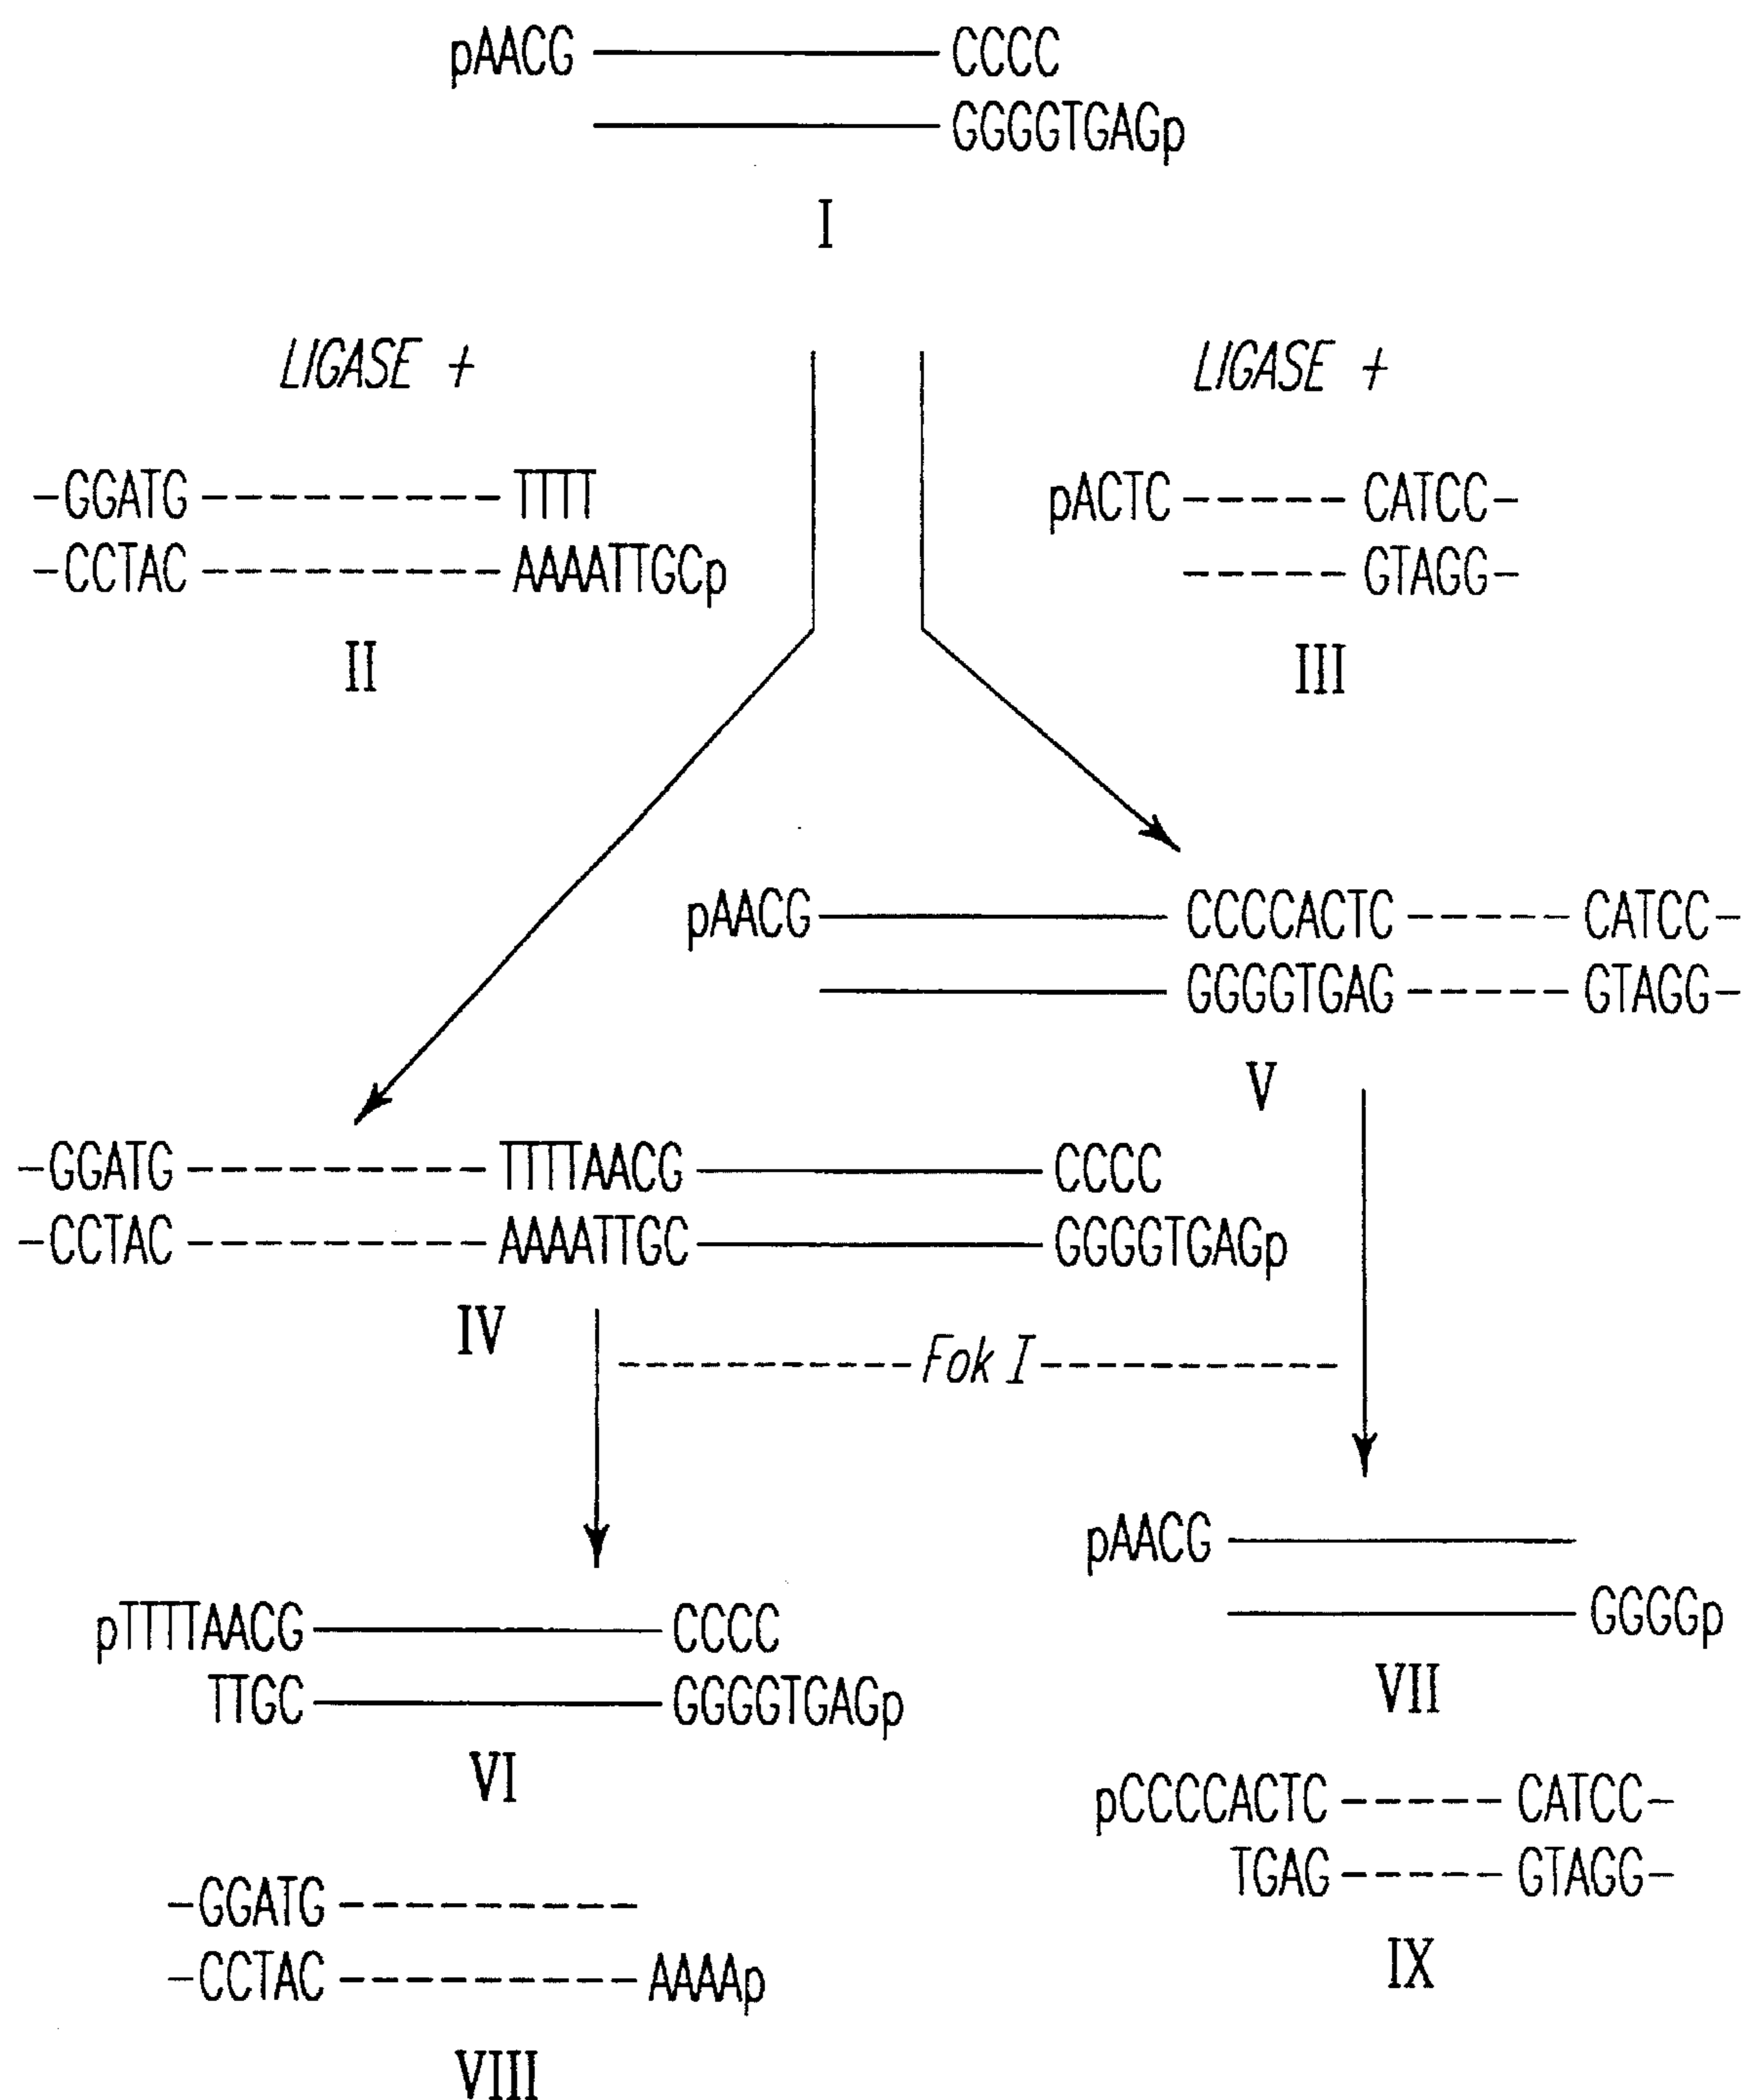 pAACG ――― CCCC
――― GGGGTGAGp
I
LIGASE +
-GGATG ---------- TTTT
-CCTAC ---------- AAAATTGCp
II
LIGASE +
pACTC ----- CATCC-
----- GTAGG-
III
pAACG ――― CCCCACTC ----- CATCC-
――― GGGGTGAG ----- GTAGG-
V
-GGATG ---------- TTTTAACG ――― CCCC
-CCTAC ---------- AAAATTGC ――― GGGGTGAGp
IV
---------- Fok I ----------
pTTTTAACG ――― CCCC
TTGC ――― GGGGTGAGp
VI
pAACG ―――
――― GGGGp
VII
-GGATG ----------
-CCTAC ---------- AAAAp
VIII
pCCCCACTC ----- CATCC-
TGAG ----- GTAGG-
IX